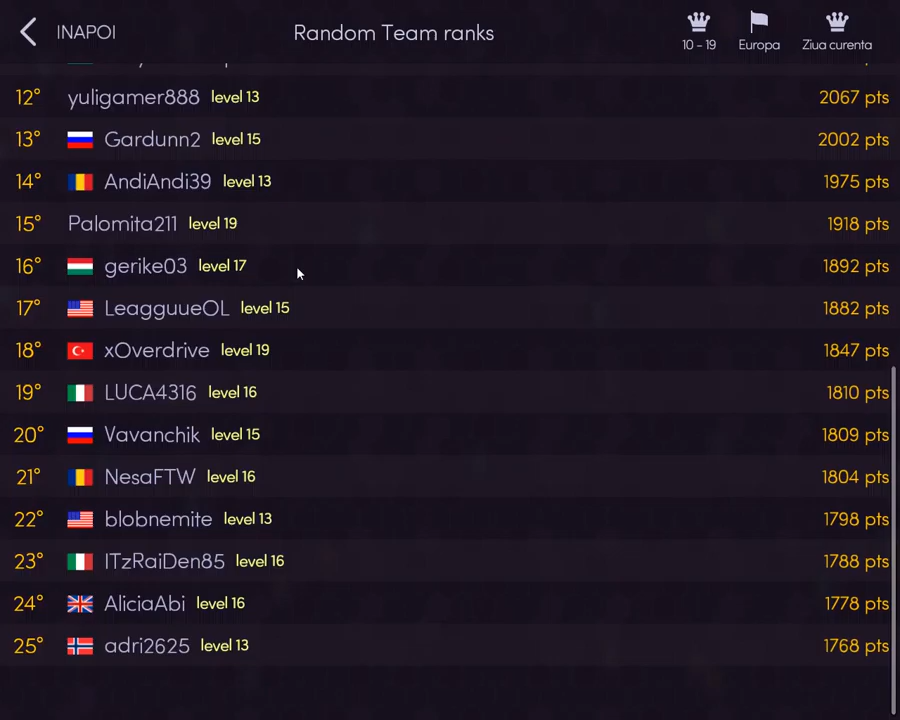 INAPOI Random Team ranks 10 - 19 Europa Ziua curenta
12° yuligamer888 level 13 2067 pts
13° Gardunn2 level 15 2002 pts
14° AndiAndi39 level 13 1975 pts
15° Palomita211 level 19 1918 pts
16° gerike03 level 17 1892 pts
17° LeagguueOL level 15 1882 pts
18° xOverdrive level 19 1847 pts
19° LUCA4316 level 16 1810 pts
20° Vavanchik level 15 1809 pts
21° NesaFTW level 16 1804 pts
22° blobnemite level 13 1798 pts
23° ITzRaiDen85 level 16 1788 pts
24° AliciaAbi level 16 1778 pts
25° adri2625 level 13 1768 pts